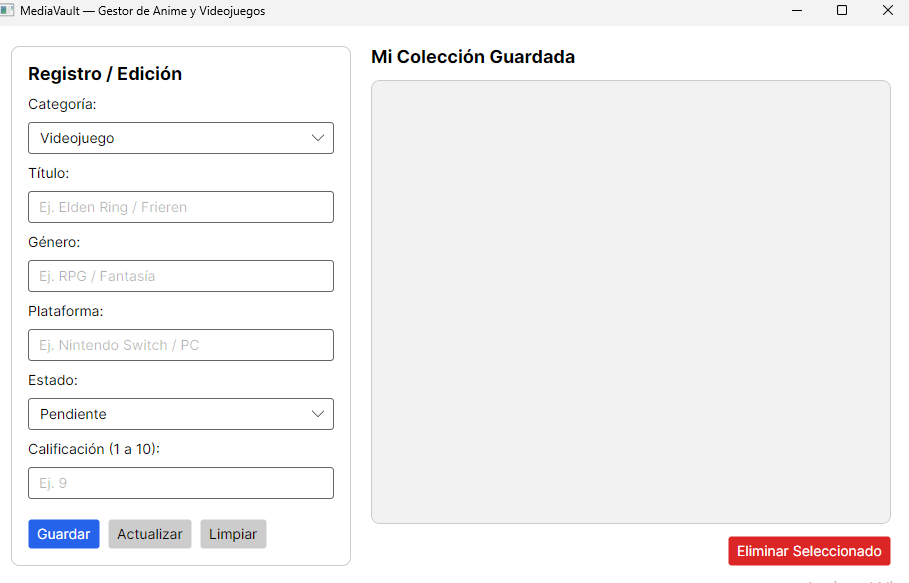 MediaVault — Gestor de Anime y Videojuegos
Registro / Edición
Categoría:
Videojuego
Título:
Ej. Elden Ring / Frieren
Género:
Ej. RPG / Fantasía
Plataforma:
Ej. Nintendo Switch / PC
Estado:
Pendiente
Calificación (1 a 10):
Ej. 9
Guardar Actualizar Limpiar
Mi Colección Guardada
Eliminar Seleccionado